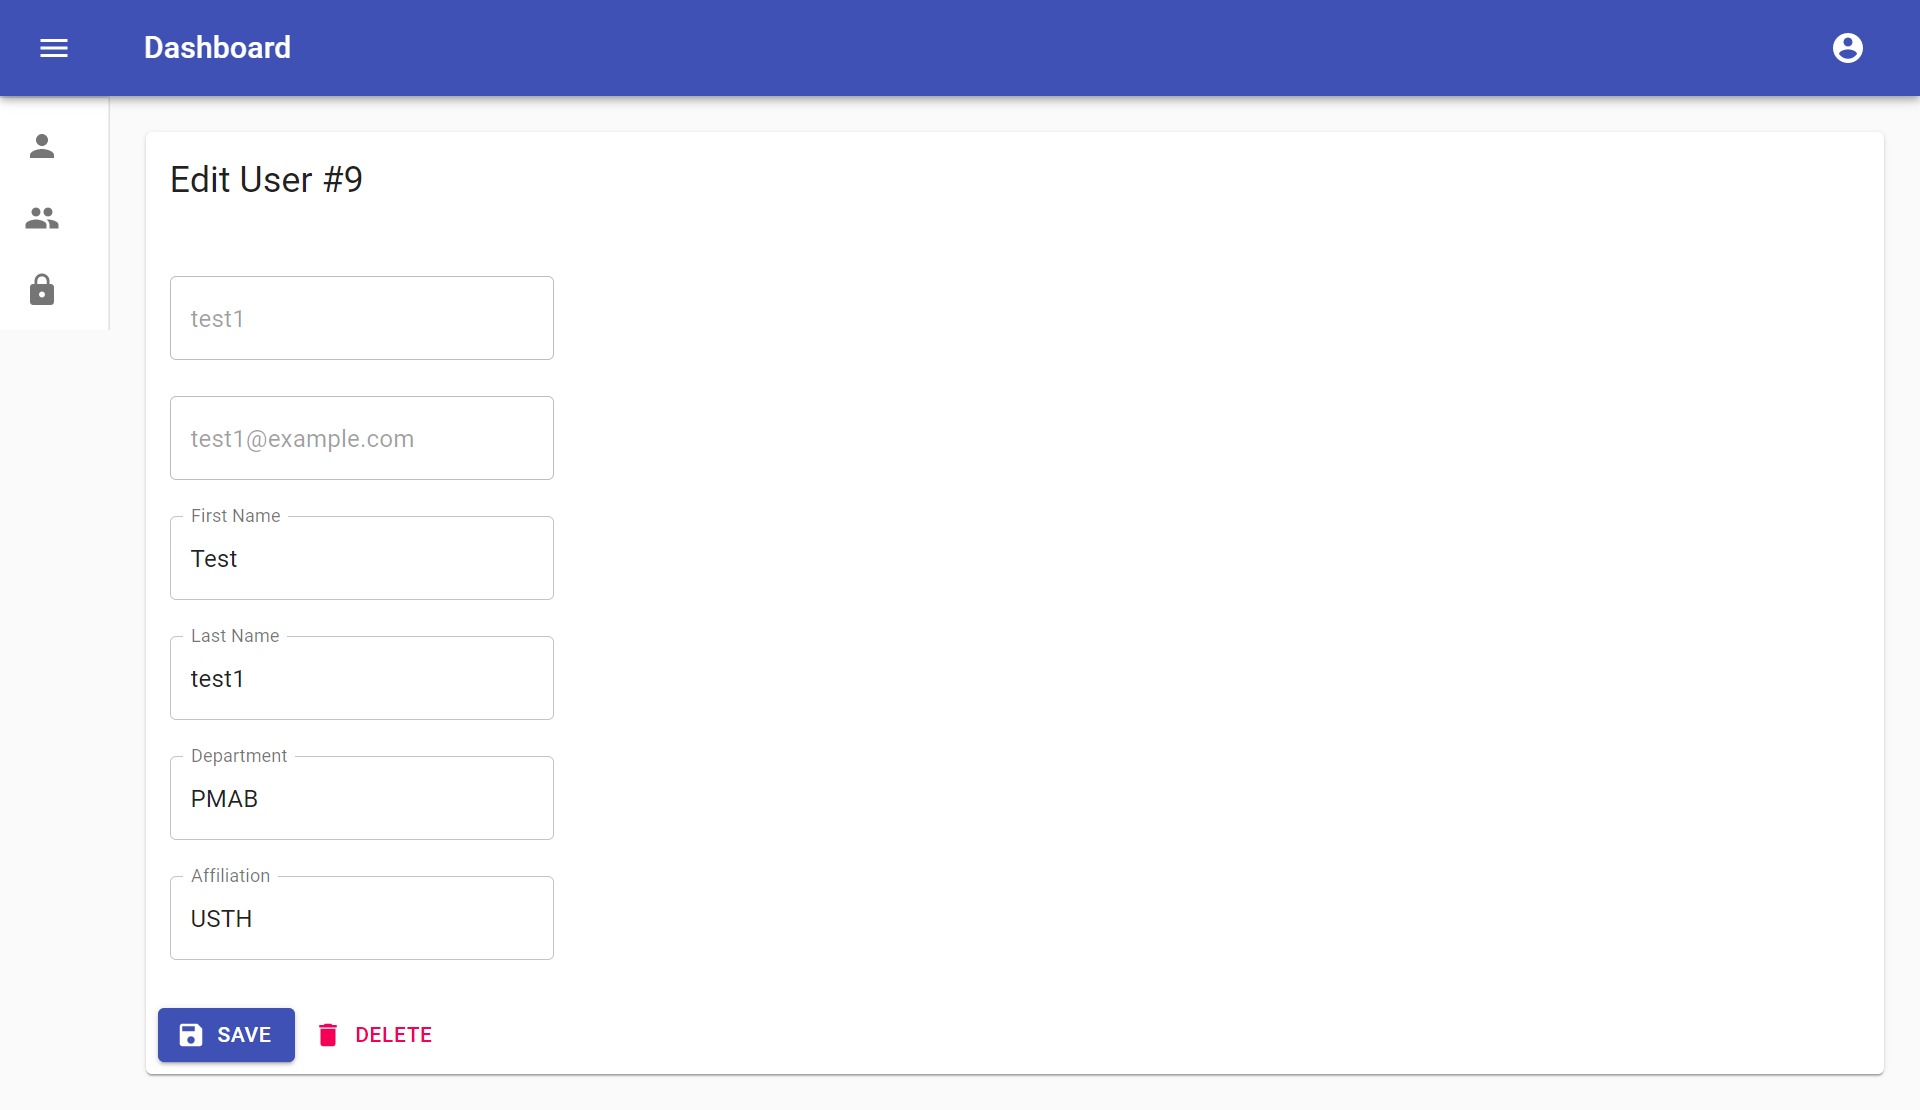 Dashboard
Edit User #9
test1
test1@example.com
First Name
Test
Last Name
test1
Department
PMAB
Affiliation
USTH
SAVE
DELETE